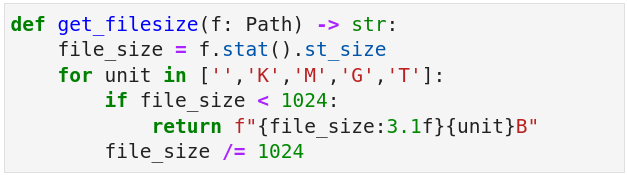 def get_filesize(f: Path) -> str:
    file_size = f.stat().st_size
    for unit in ['','K','M','G','T']:
        if file_size < 1024:
            return f"{file_size:3.1f}{unit}B"
        file_size /= 1024